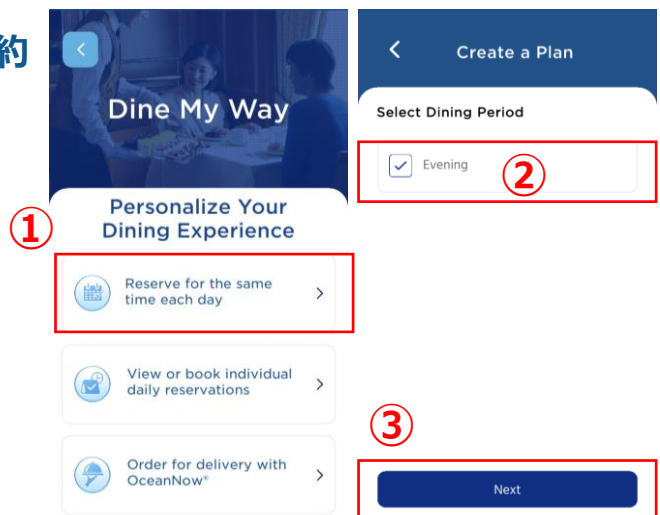 約
Dine My Way
①
Personalize Your
Dining Experience
Reserve for the same
time each day
View or book individual
daily reservations
Order for delivery with
OceanNow®
Create a Plan
Select Dining Period
Evening
②
③
Next